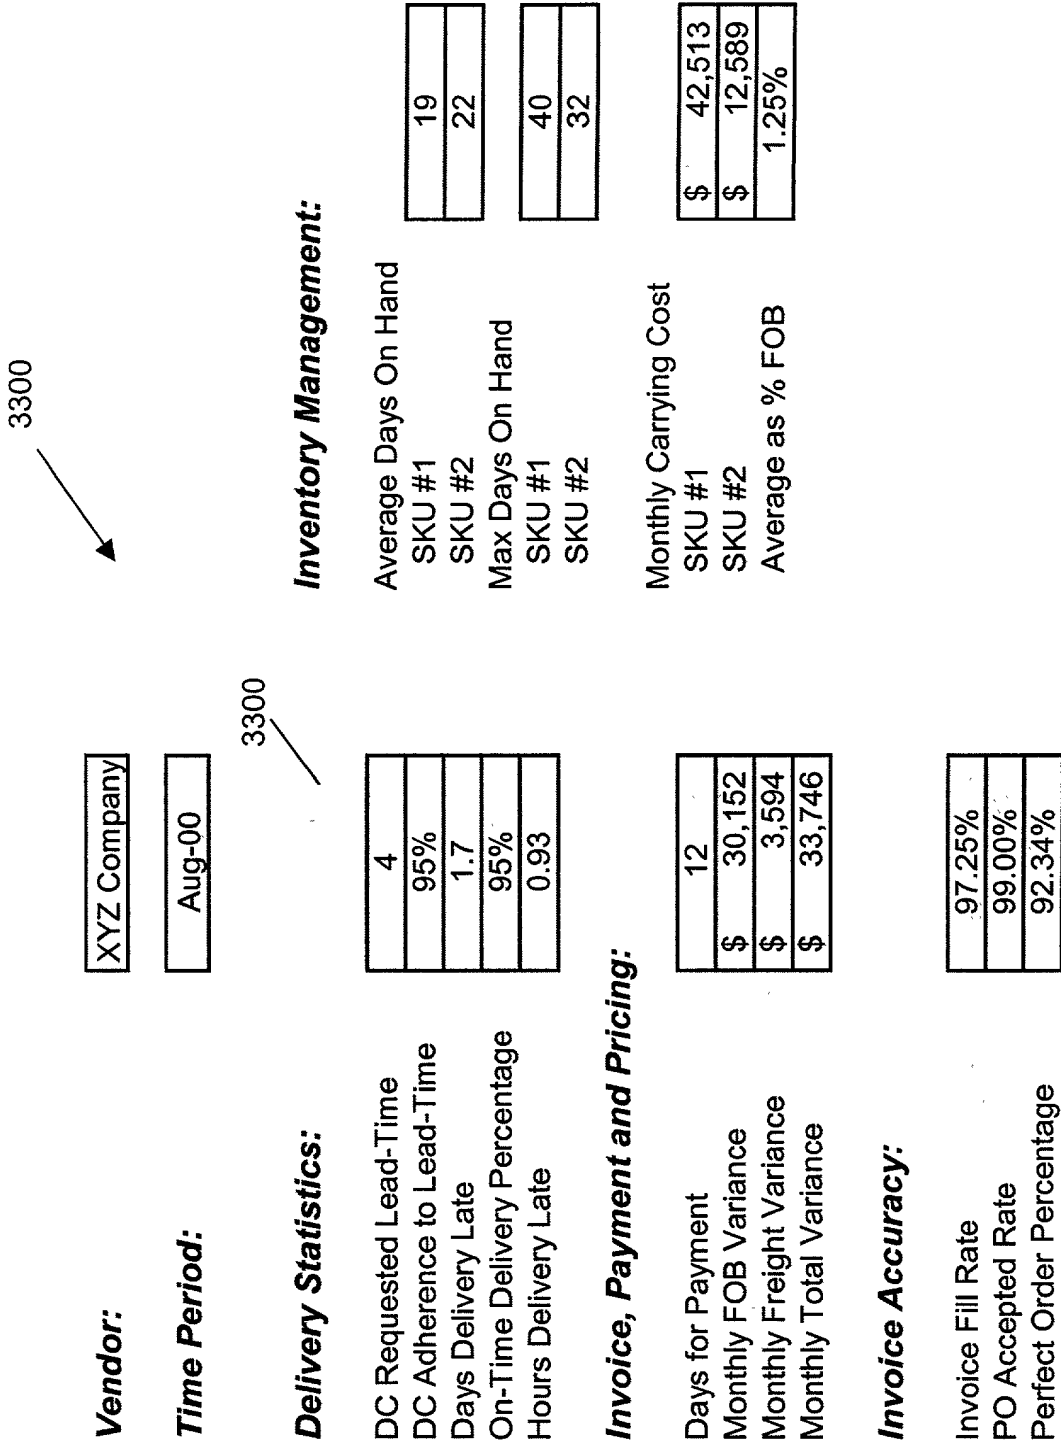 3300
Vendor: XYZ Company
Time Period: Aug-00
3300
Delivery Statistics:
DC Requested Lead-Time 4
DC Adherence to Lead-Time 95%
Days Delivery Late 1.7
On-Time Delivery Percentage 95%
Hours Delivery Late 0.93
Invoice, Payment and Pricing:
Days for Payment 12
Monthly FOB Variance $ 30,152
Monthly Freight Variance $ 3,594
Monthly Total Variance $ 33,746
Invoice Accuracy:
Invoice Fill Rate 97.25%
PO Accepted Rate 99.00%
Perfect Order Percentage 92.34%
Inventory Management:
Average Days On Hand
SKU #1 19
SKU #2 22
Max Days On Hand
SKU #1 40
SKU #2 32
Monthly Carrying Cost
SKU #1 $ 42,513
SKU #2 $ 12,589
Average as % FOB 1.25%